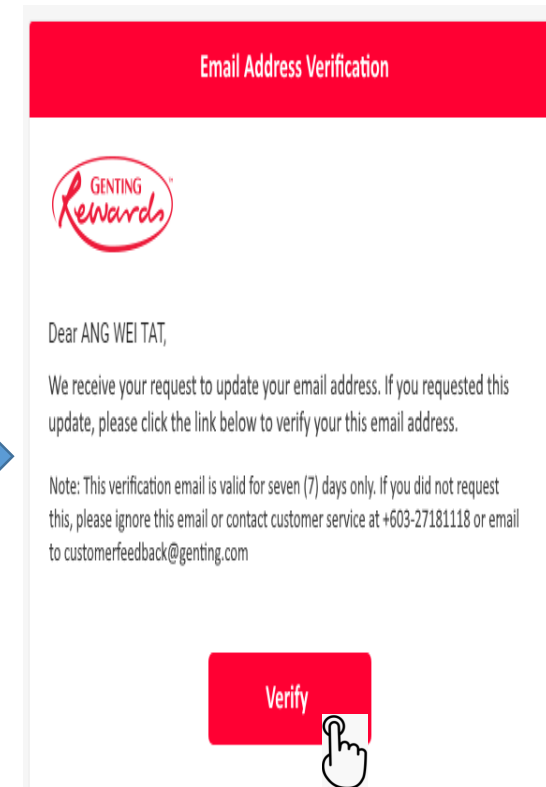 Email Address Verification
GENTING
Rewards™
Dear ANG WEI TAT,
We receive your request to update your email address. If you requested this
update, please click the link below to verify your this email address.
Note: This verification email is valid for seven (7) days only. If you did not request
this, please ignore this email or contact customer service at +603-27181118 or email
to customerfeedback@genting.com
Verify